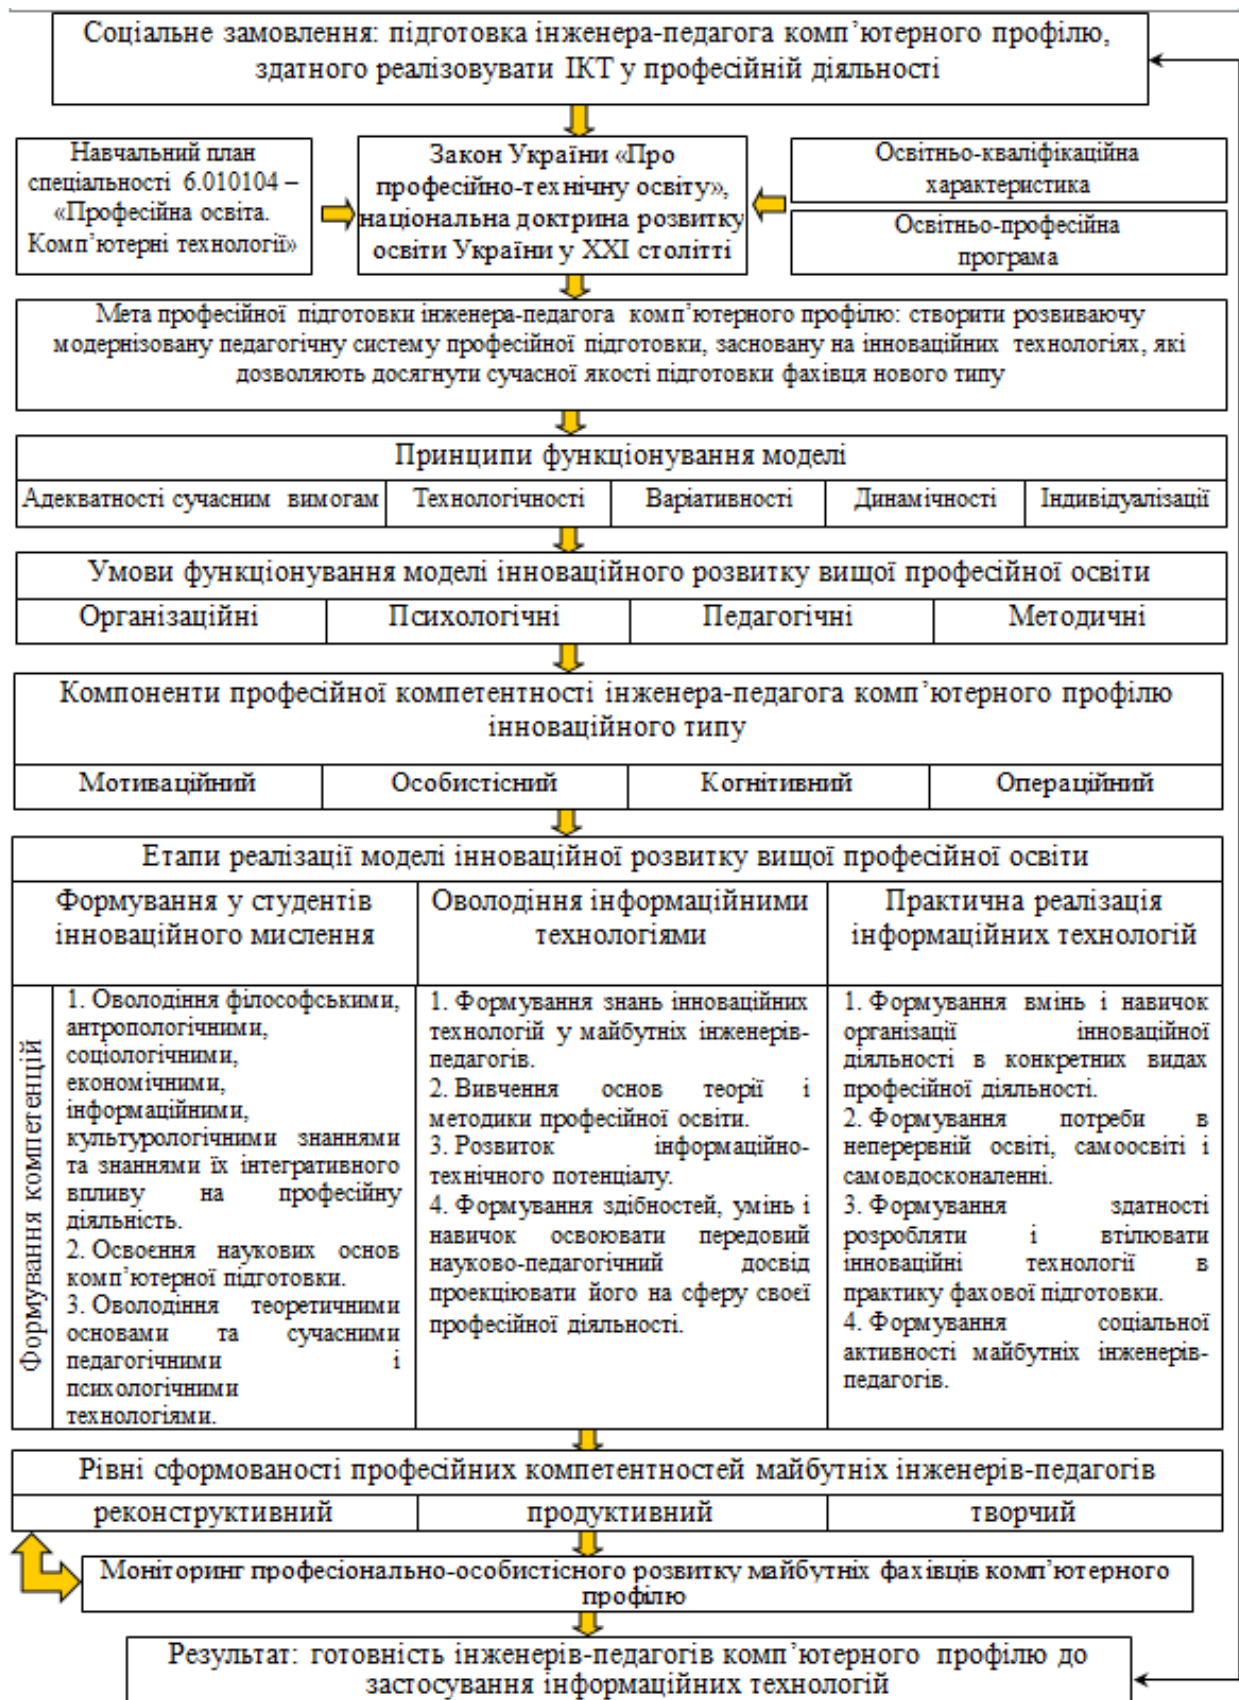 Соціальне замовлення: підготовка інженера-педагога комп’ютерного профілю,
здатного реалізовувати ІКТ у професійній діяльності
Навчальний план
спеціальності 6.010104 –
«Професійна освіта.
Комп’ютерні технології»
Закон України «Про
професійно-технічну освіту»,
національна доктрина розвитку
освіти України у XXI столітті
Освітньо-кваліфікаційна
характеристика
Освітньо-професійна
програма
Мета професійної підготовки інженера-педагога комп’ютерного профілю: створити розвиваючу
модернізовану педагогічну систему професійної підготовки, засновану на інноваційних технологіях, які
дозволяють досягнути сучасної якості підготовки фахівця нового типу
Принципи функціонування моделі
Адекватності сучасним вимогам
Технологічності
Варіативності
Динамічності
Індивідуалізації
Умови функціонування моделі інноваційного розвитку вищої професійної освіти
Організаційні
Психологічні
Педагогічні
Методичні
Компоненти професійної компетентності інженера-педагога комп’ютерного профілю
інноваційного типу
Мотиваційний
Особистісний
Когнітивний
Операційний
Етапи реалізації моделі інноваційної розвитку вищої професійної освіти
Формування у студентів
інноваційного мислення
Оволодіння інформаційними
технологіями
Практична реалізація
інформаційних технологій
Формування компетенцій
1. Оволодіння філософськими,
антропологічними,
соціологічними,
економічними,
інформаційними,
культурологічними знаннями
та знаннями їх інтегративного
впливу на професійну
діяльність.
2. Освоєння наукових основ
комп’ютерної підготовки.
3. Оволодіння теоретичними
основами та сучасними
педагогічними і
психологічними
технологіями.
1. Формування знань інноваційних
технологій у майбутніх інженерів-
педагогів.
2. Вивчення основ теорії і
методики професійної освіти.
3. Розвиток інформаційно-
технічного потенціалу.
4. Формування здібностей, умінь і
навичок освоювати передовий
науково-педагогічний досвід
проекціювати його на сферу своєї
професійної діяльності.
1. Формування вмінь і навичок
організації інноваційної
діяльності в конкретних видах
професійної діяльності.
2. Формування потреби в
неперервній освіті, самоосвіті і
самовдосконаленні.
3. Формування здатності
розробляти і втілювати
інноваційні технології в
практику фахової підготовки.
4. Формування соціальної
активності майбутніх інженерів-
педагогів.
Рівні сформованості професійних компетентностей майбутніх інженерів-педагогів
реконструктивний
продуктивний
творчий
Моніторинг професіонально-особистісного розвитку майбутніх фахівців комп’ютерного
профілю
Результат: готовність інженерів-педагогів комп’ютерного профілю до
застосування інформаційних технологій